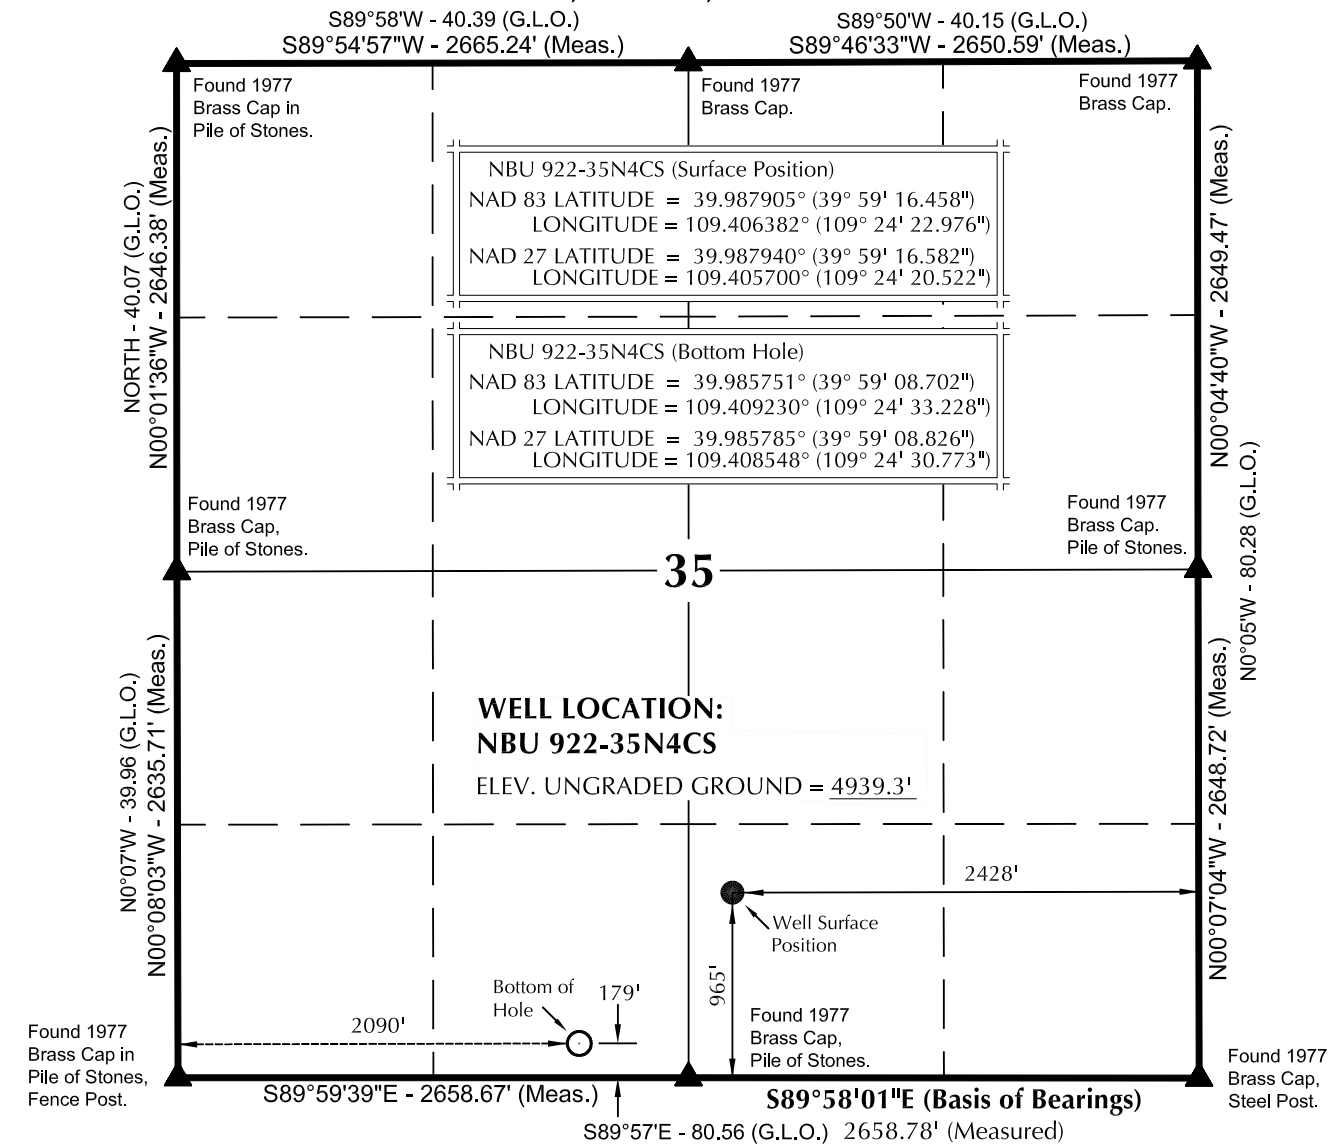 S89°58'W - 40.39 (G.L.O.)
S89°54'57"W - 2665.24' (Meas.)
S89°50'W - 40.15 (G.L.O.)
S89°46'33"W - 2650.59' (Meas.)
Found 1977
Brass Cap in
Pile of Stones.
Found 1977
Brass Cap.
Found 1977
Brass Cap.
NORTH - 40.07 (G.L.O.)
N00°01'36"W - 2646.38' (Meas.)
N00°04'40"W - 2649.47' (Meas.)
NBU 922-35N4CS (Surface Position)
NAD 83 LATITUDE = 39.987905° (39° 59' 16.458")
LONGITUDE = 109.406382° (109° 24' 22.976")
NAD 27 LATITUDE = 39.987940° (39° 59' 16.582")
LONGITUDE = 109.405700° (109° 24' 20.522")
NBU 922-35N4CS (Bottom Hole)
NAD 83 LATITUDE = 39.985751° (39° 59' 08.702")
LONGITUDE = 109.409230° (109° 24' 33.228")
NAD 27 LATITUDE = 39.985785° (39° 59' 08.826")
LONGITUDE = 109.408548° (109° 24' 30.773")
Found 1977
Brass Cap,
Pile of Stones.
Found 1977
Brass Cap.
Pile of Stones.
N0°05'W - 80.28 (G.L.O.)
35
N0°07'W - 39.96 (G.L.O.)
N00°08'03"W - 2635.71' (Meas.)
N00°07'04"W - 2648.72' (Meas.)
WELL LOCATION:
NBU 922-35N4CS
ELEV. UNGRADED GROUND = 4939.3'
2428'
Well Surface
Position
965'
Bottom of
Hole
179'
2090'
Found 1977
Brass Cap,
Pile of Stones.
Found 1977
Brass Cap in
Pile of Stones,
Fence Post.
Found 1977
Brass Cap,
Steel Post.
S89°59'39"E - 2658.67' (Meas.)
S89°58'01"E (Basis of Bearings)
S89°57'E - 80.56 (G.L.O.) 2658.78' (Measured)